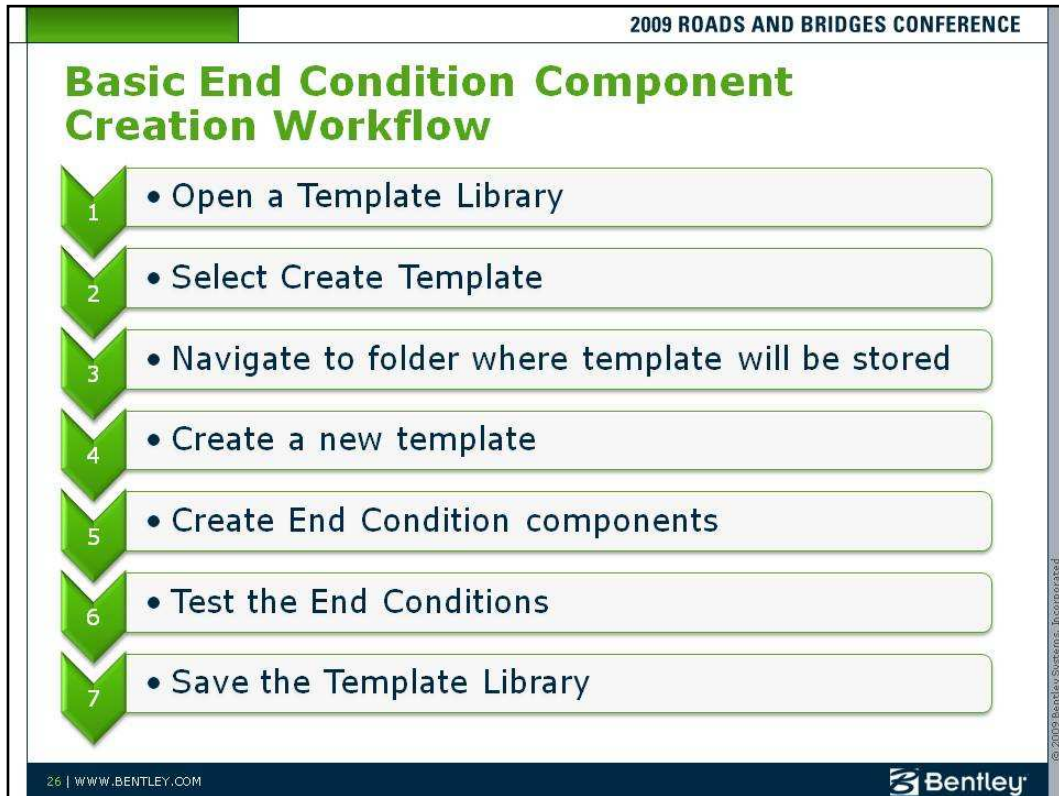 2009 ROADS AND BRIDGES CONFERENCE
Basic End Condition Component
Creation Workflow
1 • Open a Template Library
2 • Select Create Template
3 • Navigate to folder where template will be stored
4 • Create a new template
5 • Create End Condition components
6 • Test the End Conditions
7 • Save the Template Library
© 2009 Bentley Systems, Incorporated
26 | WWW.BENTLEY.COM
Bentley